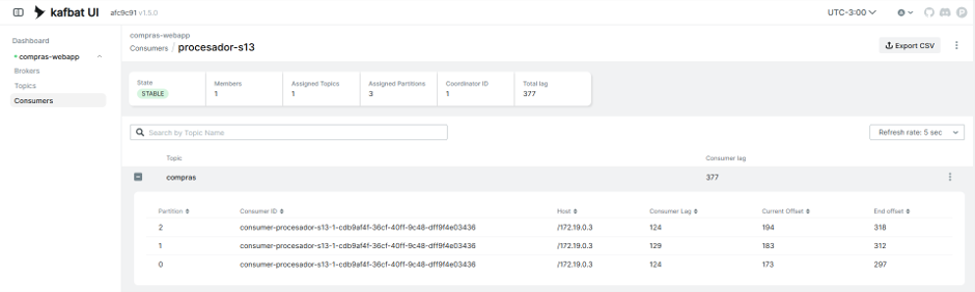 kafbat UI afc9c91 v1.5.0 UTC-3:00
Dashboard
compras-webapp
Brokers
Topics
Consumers
compras-webapp
Consumers / procesador-s13
Export CSV
State Members Assigned Topics Assigned Partitions Coordinator ID Total lag
STABLE 1 1 3 1 377
Search by Topic Name
Refresh rate: 5 sec
Topic Consumer lag
compras 377
Partition Consumer ID Host Consumer Lag Current Offset End offset
2 consumer-procesador-s13-1-cdb9af4f-36cf-40ff-9c48-dff9f4e03436 /172.19.0.3 124 194 318
1 consumer-procesador-s13-1-cdb9af4f-36cf-40ff-9c48-dff9f4e03436 /172.19.0.3 129 183 312
0 consumer-procesador-s13-1-cdb9af4f-36cf-40ff-9c48-dff9f4e03436 /172.19.0.3 124 173 297